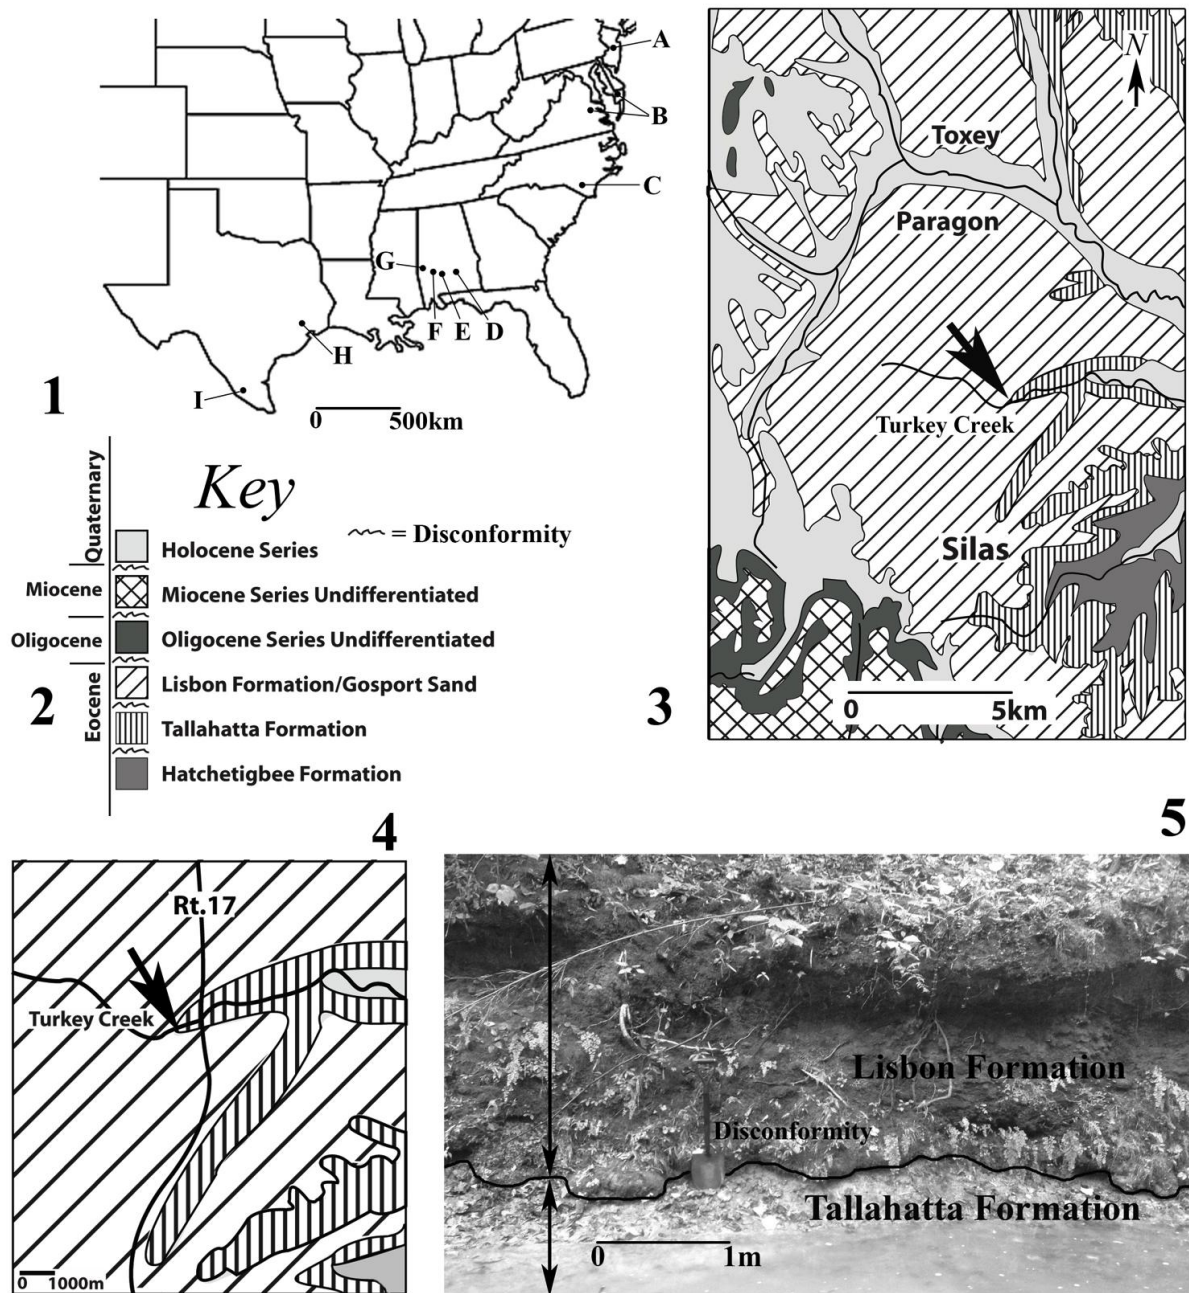 1
A
B
C
D
E
F
G
H
I
0 500km
2
Key
= Disconformity
Quaternary
Miocene
Oligocene
Eocene
Holocene Series
Miocene Series Undifferentiated
Oligocene Series Undifferentiated
Lisbon Formation/Gosport Sand
Tallahatta Formation
Hatchetigbee Formation
3
N
Toxey
Paragon
Turkey Creek
Silas
0 5km
4
Rt.17
Turkey Creek
0 1000m
5
Lisbon Formation
Disconformity
Tallahatta Formation
0 1m